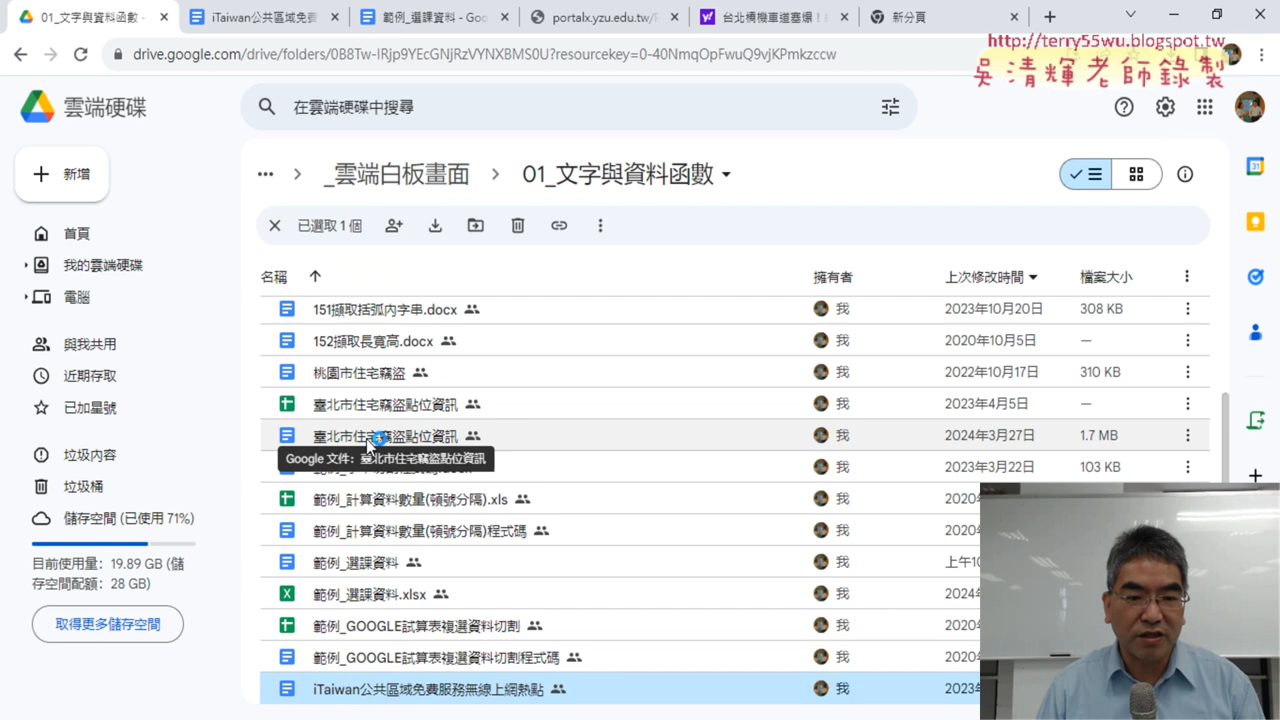 01_文字與資料函數 -
iTaiwan公共區域免費
範例_選課資料 - Goo
portalx.yzu.edu.tw/F
台北橋機車道塞爆！
新分頁
drive.google.com/drive/folders/0B8Tw-IRjp9YEcGNjRzVYNXBMS0U?resourcekey=0-40NmqOpFwuQ9vjKPmkzccw
http://terry55wu.blogspot.tw
吳清輝老師錄製
雲端硬碟
在雲端硬碟中搜尋
新增
_雲端白板畫面
01_文字與資料函數
已選取 1 個
首頁
我的雲端硬碟
電腦
與我共用
近期存取
已加星號
垃圾內容
垃圾桶
儲存空間 (已使用 71%)
目前使用量：19.89 GB (儲
存空間配額：28 GB)
取得更多儲存空間
名稱 擁有者 上次修改時間 檔案大小
151擷取括弧內字串.docx 我 2023年10月20日 308 KB
152擷取長寬高.docx 我 2020年10月5日 —
桃園市住宅竊盜 我 2022年10月17日 310 KB
臺北市住宅竊盜點位資訊 我 2023年4月5日 —
臺北市住宅竊盜點位資訊 我 2024年3月27日 1.7 MB
Google 文件：臺北市住宅竊盜點位資訊
我 2023年3月22日 103 KB
範例_計算資料數量(頓號分隔).xls 我 2020
範例_計算資料數量(頓號分隔)程式碼 我 2020
範例_選課資料 我 上午10
範例_選課資料.xlsx 我 2024
範例_GOOGLE試算表複選資料切割 我 2020
範例_GOOGLE試算表複選資料切割程式碼 我 2020
iTaiwan公共區域免費服務無線上網熱點 我 2023